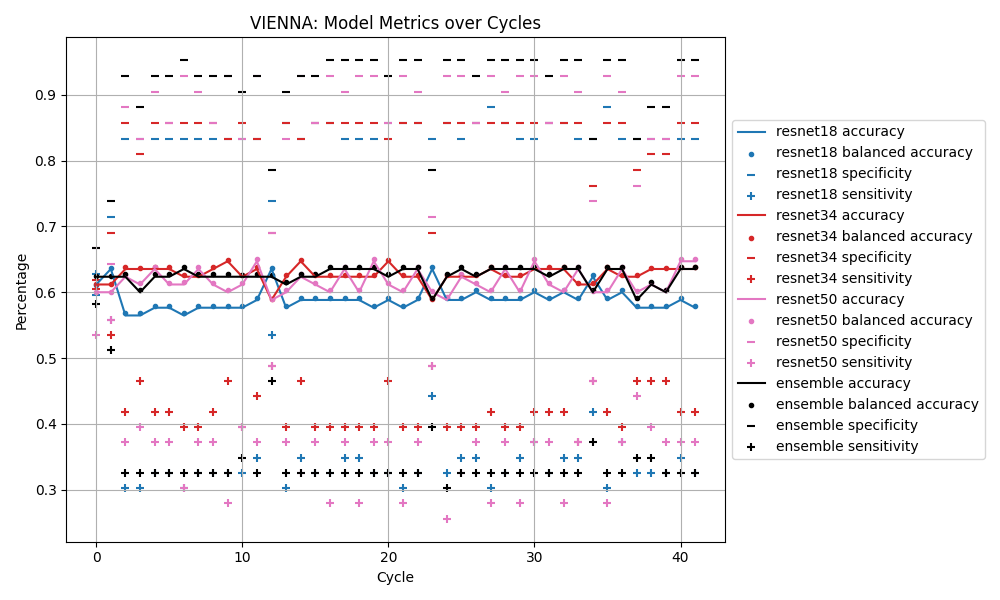 VIENNA: Model Metrics over Cycles
Percentage
0.9
0.8
0.7
0.6
0.5
0.4
0.3
0
10
20
30
40
Cycle
resnet18 accuracy
resnet18 balanced accuracy
resnet18 specificity
resnet18 sensitivity
resnet34 accuracy
resnet34 balanced accuracy
resnet34 specificity
resnet34 sensitivity
resnet50 accuracy
resnet50 balanced accuracy
resnet50 specificity
resnet50 sensitivity
ensemble accuracy
ensemble balanced accuracy
ensemble specificity
ensemble sensitivity